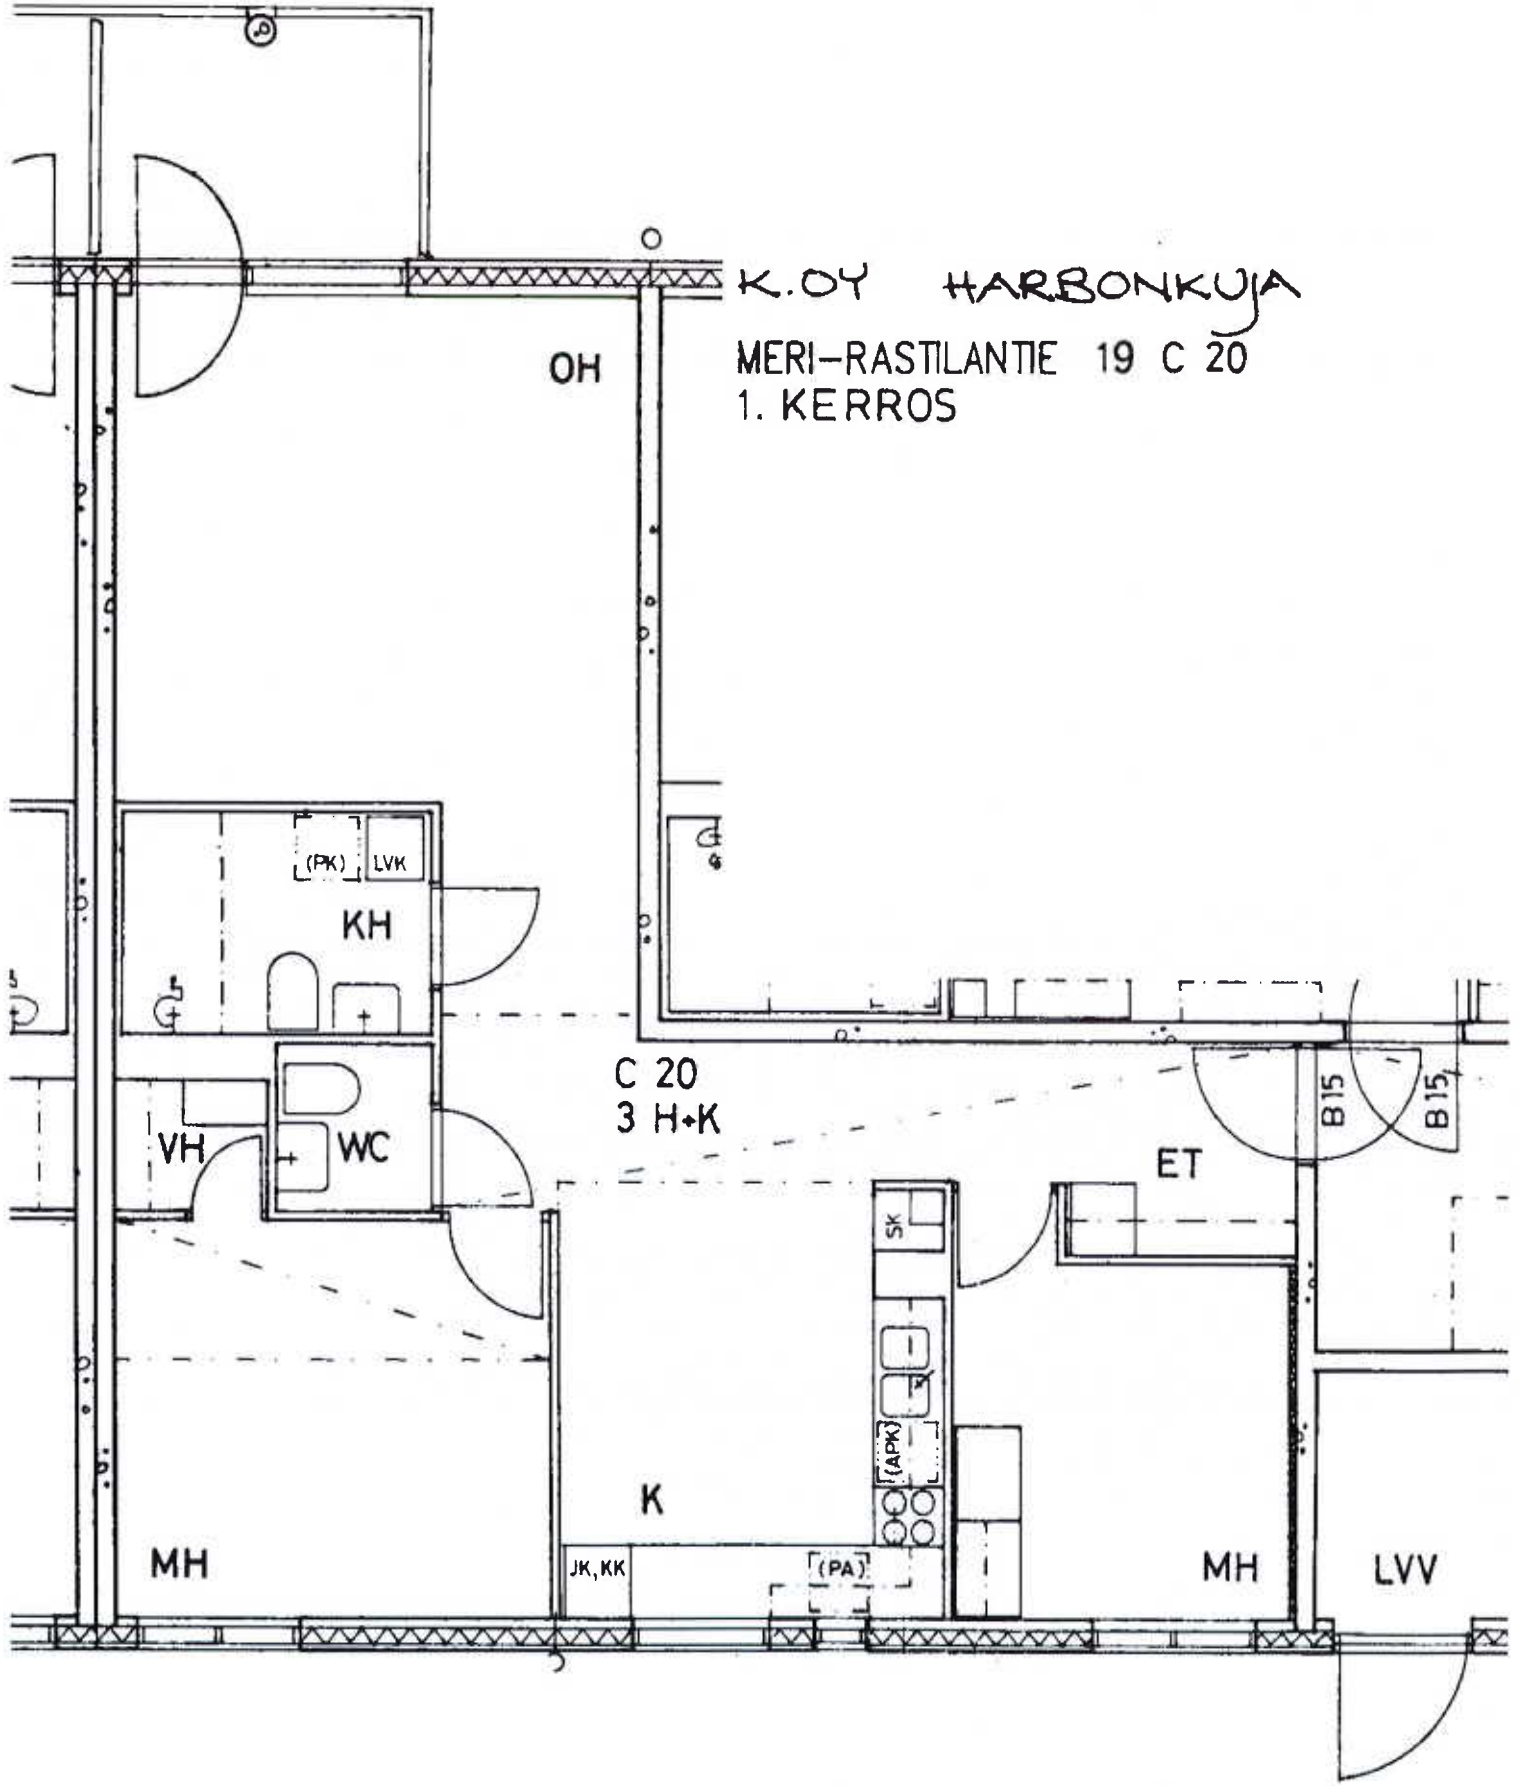 K.OY HARBONKUJA
MERI-RASTILANTIE 19 C 20
1. KERROS
OH
(PK)
LVK
KH
C 20
3 H+K
VH
WC
ET
B15
B15
SK
(APK)
K
JK,KK
(PA)
MH
MH
LVV